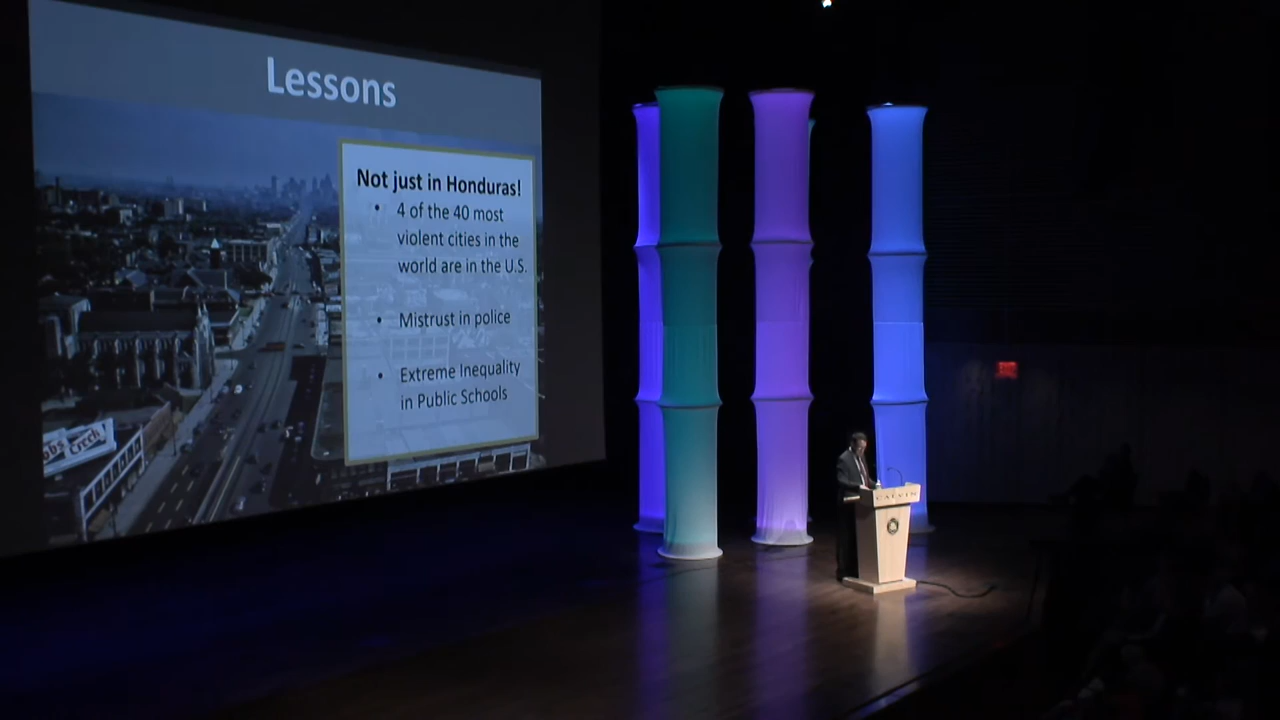 Lessons
Not just in Honduras!
• 4 of the 40 most
violent cities in the
world are in the U.S.
• Mistrust in police
• Extreme Inequality
in Public Schools
CALVIN
EXIT